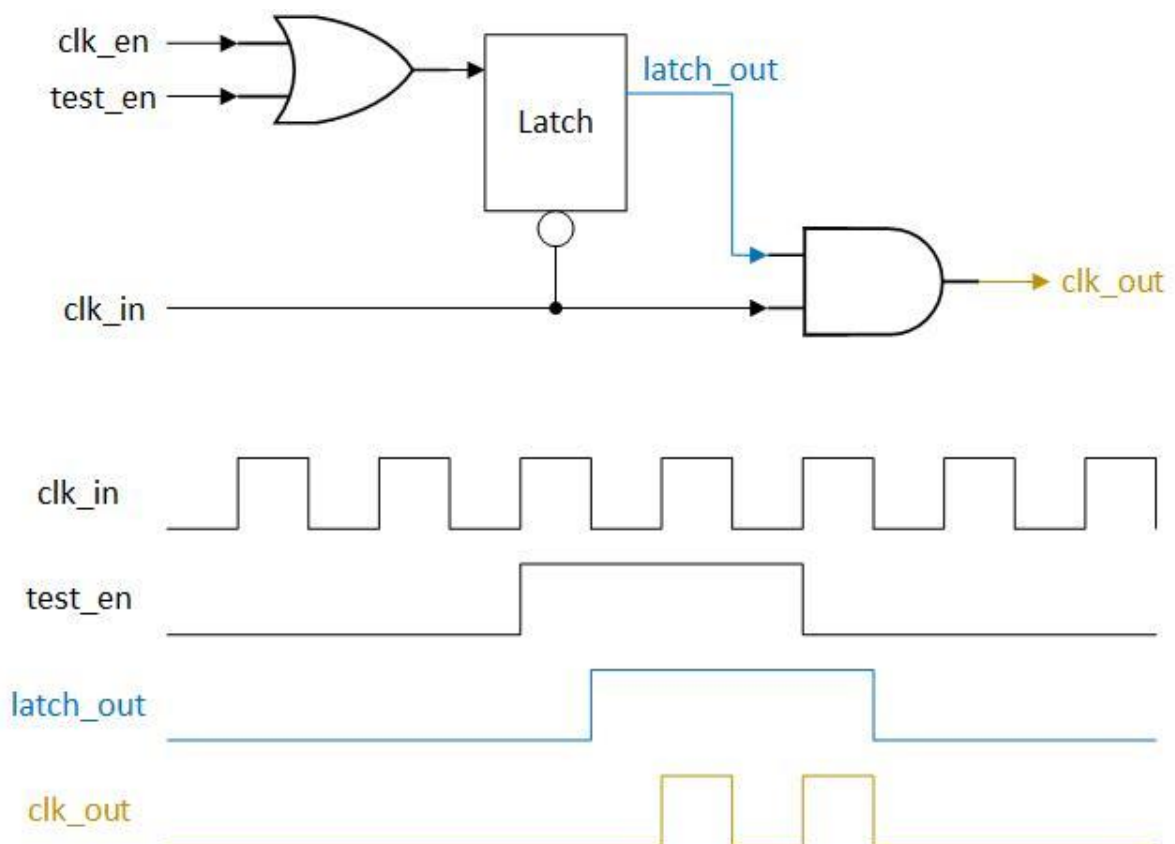 clk_en
test_en
latch_out
Latch
clk_out
clk_in
clk_in
test_en
latch_out
clk_out